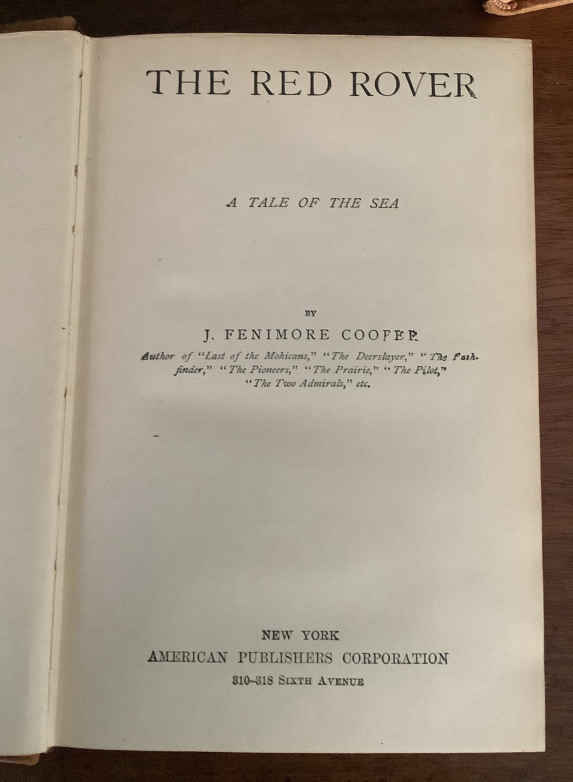 THE RED ROVER
A TALE OF THE SEA
BY
J. FENIMORE COOPER
Author of "Last of the Mohicans," "The Deerslayer," "The Path-
finder," "The Pioneers," "The Prairie," "The Pilot,"
"The Two Admirals," etc.
NEW YORK
AMERICAN PUBLISHERS CORPORATION
310–318 SIXTH AVENUE